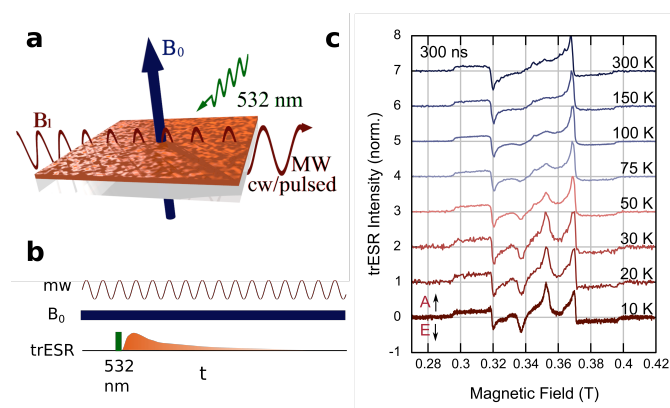 a
B0
532 nm
B1
MW
cw/pulsed
b
mw
B0
trESR
532
nm
t
c
trESR Intensity (norm.)
8
7
6
5
4
3
2
1
0
-1
300 ns
300 K
150 K
100 K
75 K
50 K
30 K
20 K
10 K
A
E
0.28 0.3 0.32 0.34 0.36 0.38 0.4 0.42
Magnetic Field (T)